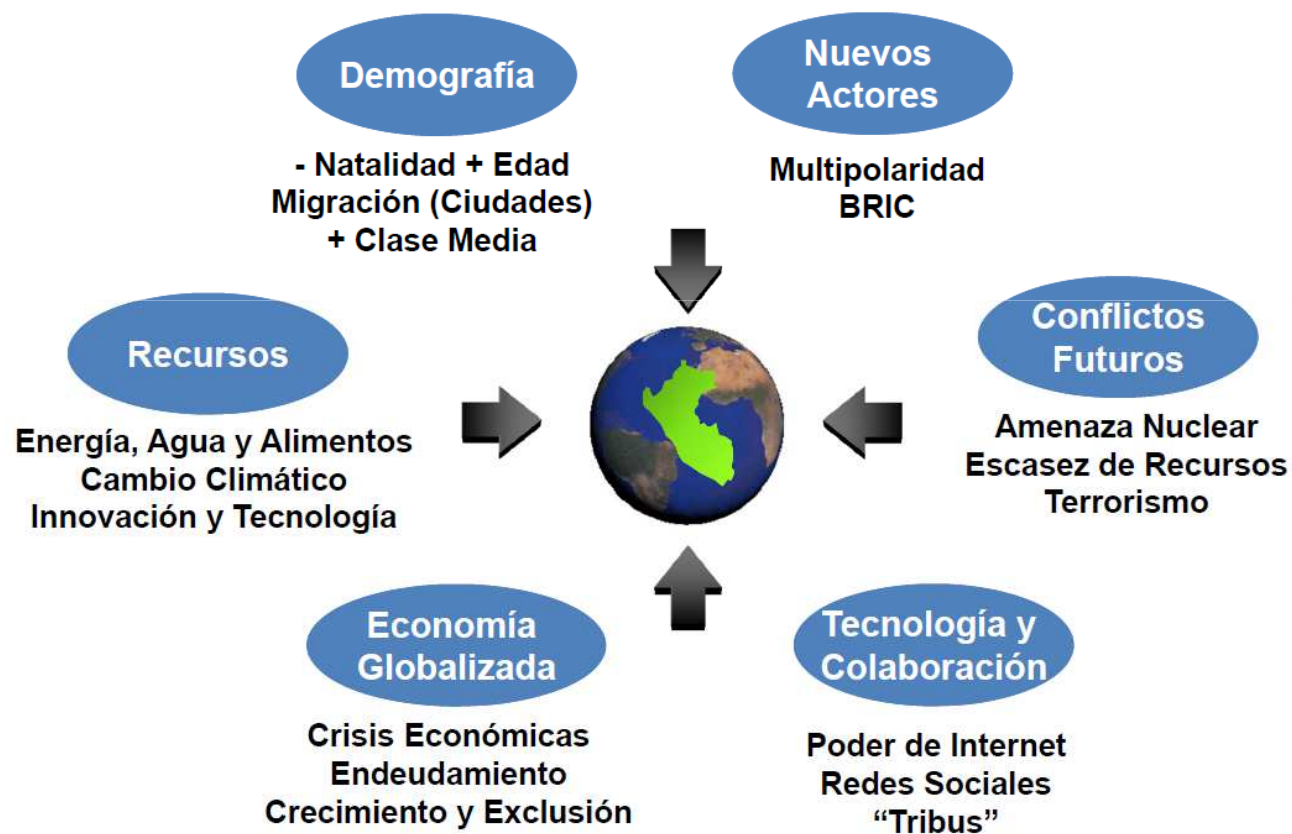 Demografía
- Natalidad + Edad
Migración (Ciudades)
+ Clase Media
Nuevos
Actores
Multipolaridad
BRIC
Recursos
Energía, Agua y Alimentos
Cambio Climático
Innovación y Tecnología
Conflictos
Futuros
Amenaza Nuclear
Escasez de Recursos
Terrorismo
Economía
Globalizada
Crisis Económicas
Endeudamiento
Crecimiento y Exclusión
Tecnología y
Colaboración
Poder de Internet
Redes Sociales
“Tribus”